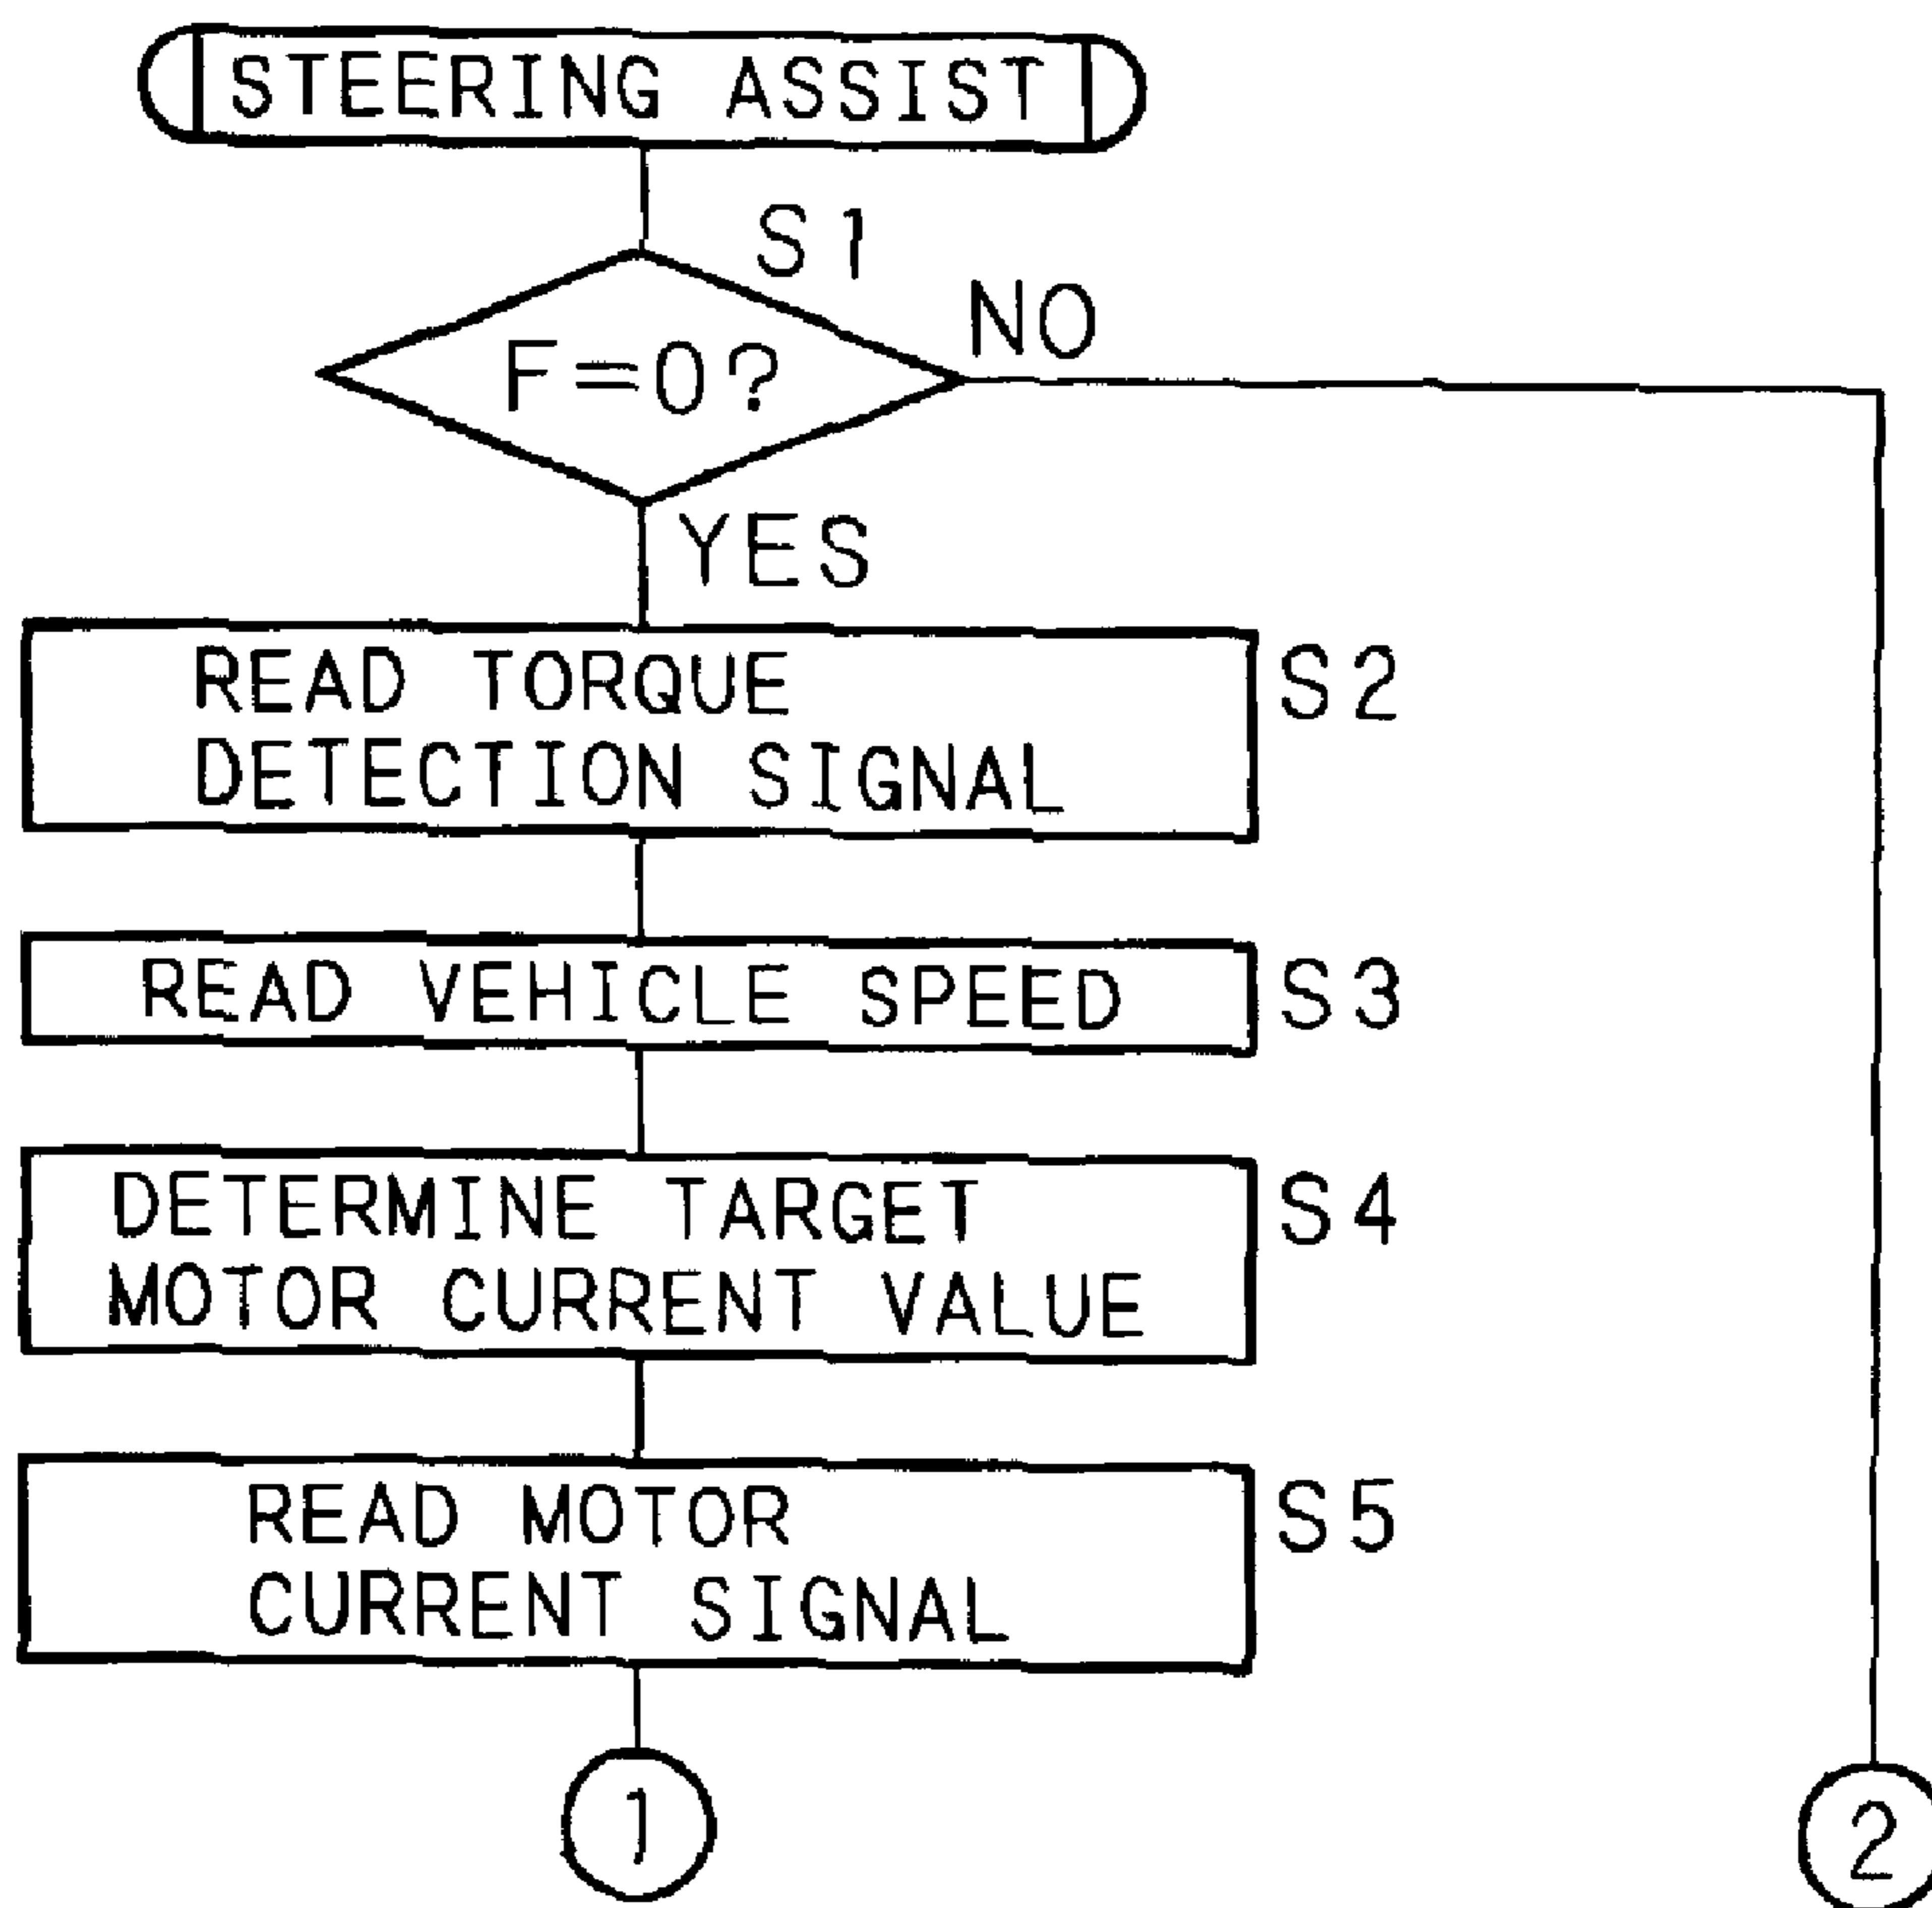 STEERING ASSIST
S1
F=0?
NO
YES
READ TORQUE
DETECTION SIGNAL
S2
READ VEHICLE SPEED
S3
DETERMINE TARGET
MOTOR CURRENT VALUE
S4
READ MOTOR
CURRENT SIGNAL
S5
1
2